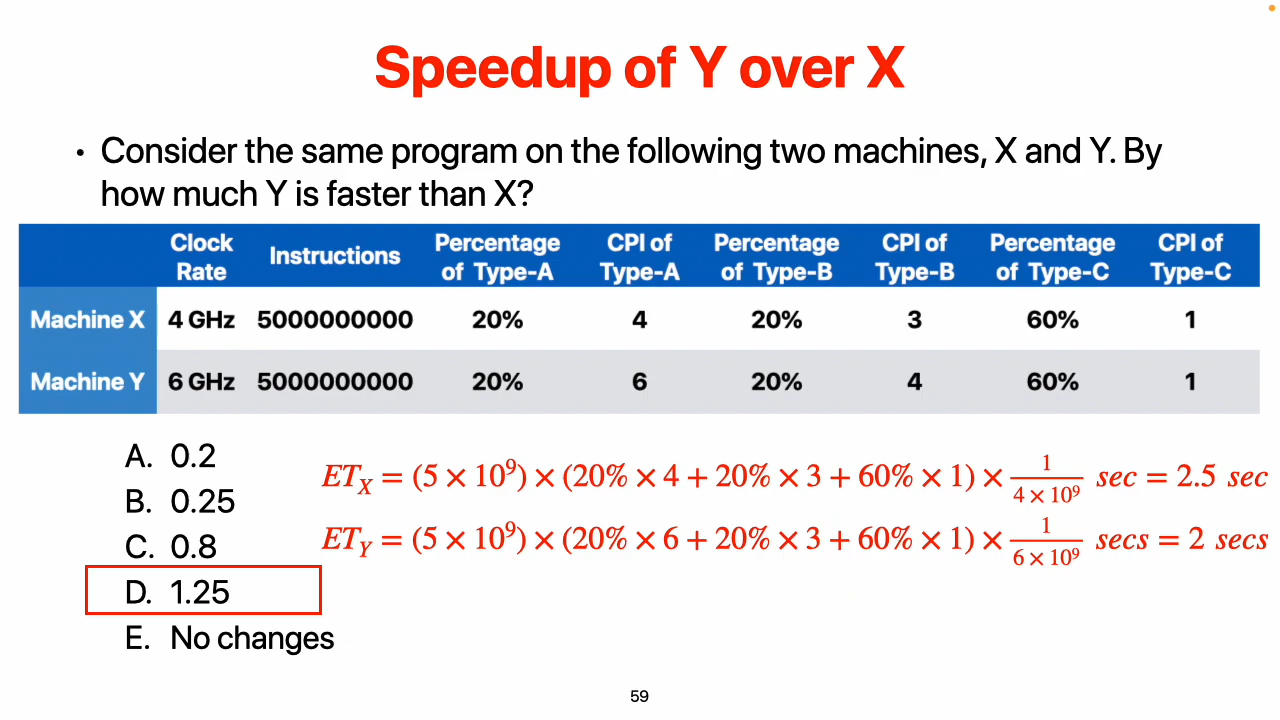 Speedup of Y over X
• Consider the same program on the following two machines, X and Y. By
how much Y is faster than X?
Clock Rate Instructions Percentage of Type-A CPI of Type-A Percentage of Type-B CPI of Type-B Percentage of Type-C CPI of Type-C
Machine X 4 GHz 5000000000 20% 4 20% 3 60% 1
Machine Y 6 GHz 5000000000 20% 6 20% 4 60% 1
A. 0.2
B. 0.25
C. 0.8
D. 1.25
E. No changes
ET_X = (5 × 10^9) × (20% × 4 + 20% × 3 + 60% × 1) × 1/(4 × 10^9) sec = 2.5 sec
ET_Y = (5 × 10^9) × (20% × 6 + 20% × 3 + 60% × 1) × 1/(6 × 10^9) secs = 2 secs
59